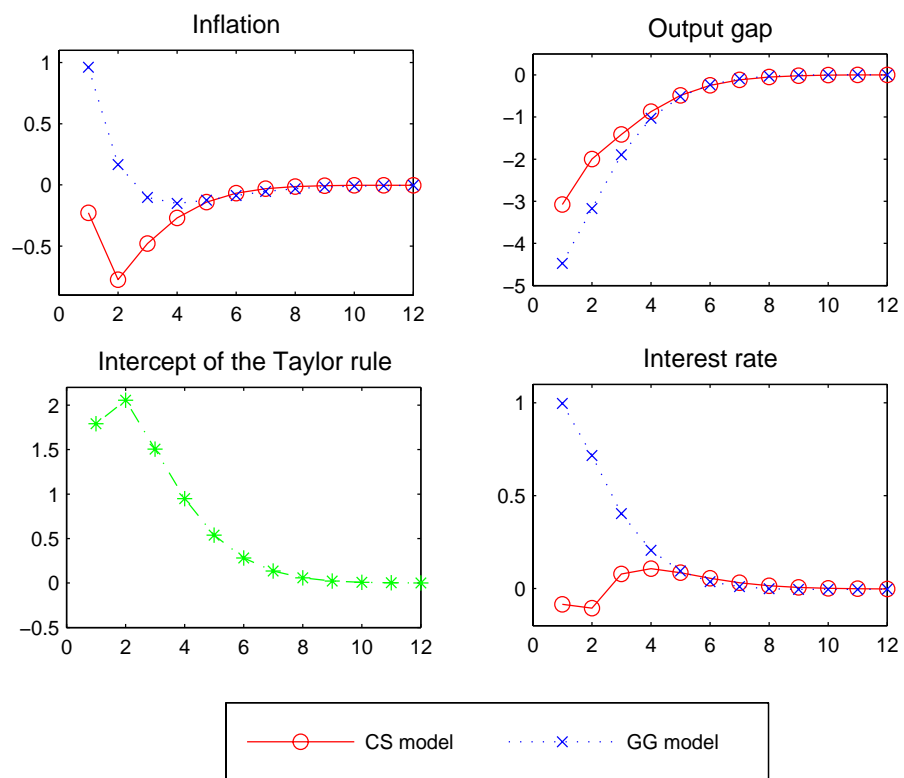 Inflation
1
0.5
0
−0.5
0 2 4 6 8 10 12
Output gap
0
−1
−2
−3
−4
−5
0 2 4 6 8 10 12
Intercept of the Taylor rule
2
1.5
1
0.5
0
−0.5
0 2 4 6 8 10 12
Interest rate
1
0.5
0
0 2 4 6 8 10 12
CS model
GG model